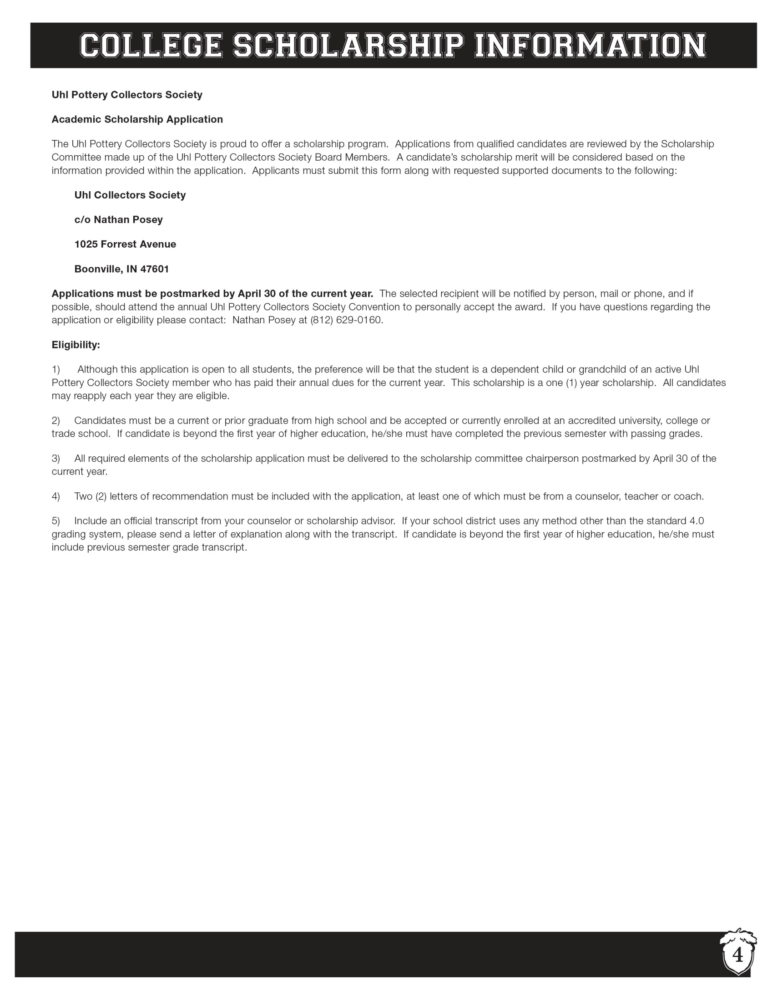 COLLEGE SCHOLARSHIP INFORMATION
Uhl Pottery Collectors Society
Academic Scholarship Application
The Uhl Pottery Collectors Society is proud to offer a scholarship program.  Applications from qualified candidates are reviewed by the Scholarship
Committee made up of the Uhl Pottery Collectors Society Board Members.  A candidate’s scholarship merit will be considered based on the
information provided within the application.  Applicants must submit this form along with requested supported documents to the following:
Uhl Collectors Society
c/o Nathan Posey
1025 Forrest Avenue
Boonville, IN 47601
Applications must be postmarked by April 30 of the current year.  The selected recipient will be notified by person, mail or phone, and if
possible, should attend the annual Uhl Pottery Collectors Society Convention to personally accept the award.  If you have questions regarding the
application or eligibility please contact:  Nathan Posey at (812) 629-0160.
Eligibility:
1)	Although this application is open to all students, the preference will be that the student is a dependent child or grandchild of an active Uhl
Pottery Collectors Society member who has paid their annual dues for the current year.  This scholarship is a one (1) year scholarship.  All candidates
may reapply each year they are eligible.
2)	Candidates must be a current or prior graduate from high school and be accepted or currently enrolled at an accredited university, college or
trade school.  If candidate is beyond the first year of higher education, he/she must have completed the previous semester with passing grades.
3)	All required elements of the scholarship application must be delivered to the scholarship committee chairperson postmarked by April 30 of the
current year.
4)	Two (2) letters of recommendation must be included with the application, at least one of which must be from a counselor, teacher or coach.
5)	Include an official transcript from your counselor or scholarship advisor.  If your school district uses any method other than the standard 4.0
grading system, please send a letter of explanation along with the transcript.  If candidate is beyond the first year of higher education, he/she must
include previous semester grade transcript.
4